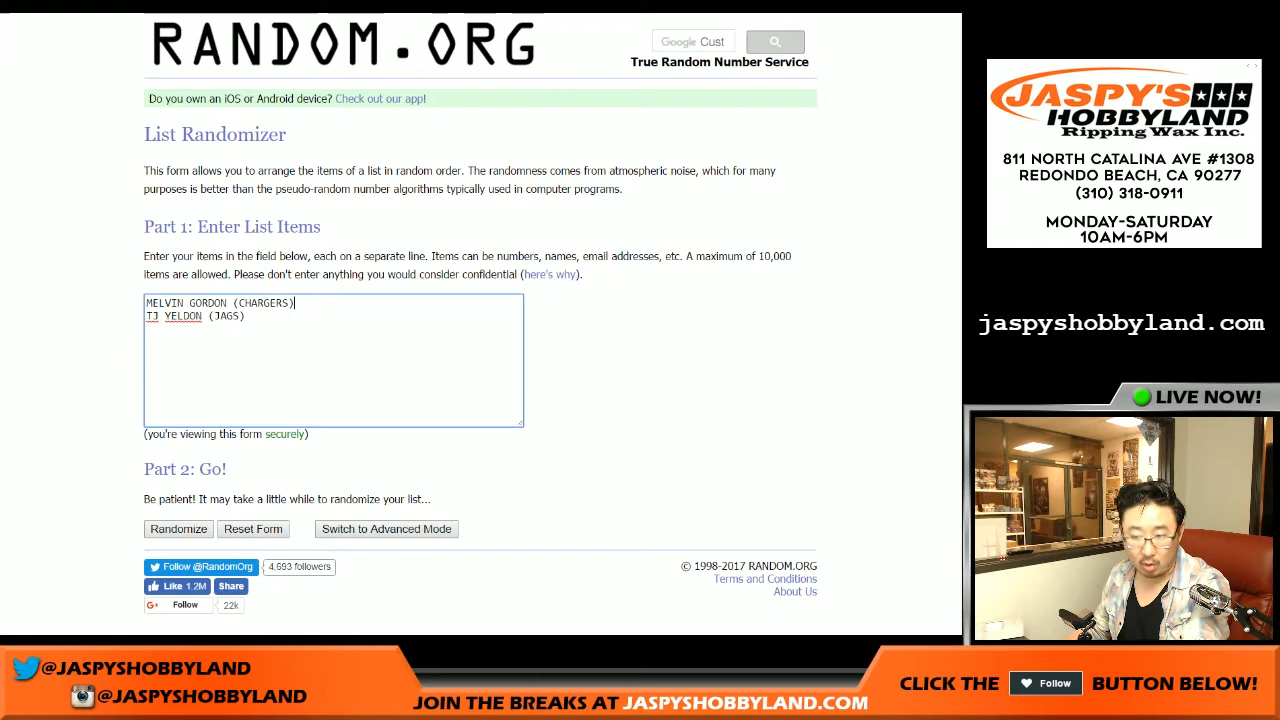 RANDOM.ORG
Google Cust
True Random Number Service
Do you own an iOS or Android device? Check out our app!
List Randomizer
This form allows you to arrange the items of a list in random order. The randomness comes from atmospheric noise, which for many
purposes is better than the pseudo-random number algorithms typically used in computer programs.
Part 1: Enter List Items
Enter your items in the field below, each on a separate line. Items can be numbers, names, email addresses, etc. A maximum of 10,000
items are allowed. Please don't enter anything you would consider confidential (here's why).
MELVIN GORDON (CHARGERS)
TJ YELDON (JAGS)
(you're viewing this form securely)
Part 2: Go!
Be patient! It may take a little while to randomize your list...
Randomize Reset Form Switch to Advanced Mode
Follow @RandomOrg 4,693 followers
Like 1.2M Share
G+ Follow 22k
© 1998-2017 RANDOM.ORG
Terms and Conditions
About Us
JASPY'S
HOBBYLAND
Ripping Wax Inc.
811 NORTH CATALINA AVE #1308
REDONDO BEACH, CA 90277
(310) 318-0911
MONDAY-SATURDAY
10AM-6PM
jaspyshobbyland.com
LIVE NOW!
@JASPYSHOBBYLAND
@JASPYSHOBBYLAND
JOIN THE BREAKS AT JASPYSHOBBYLAND.COM
CLICK THE Follow BUTTON BELOW!